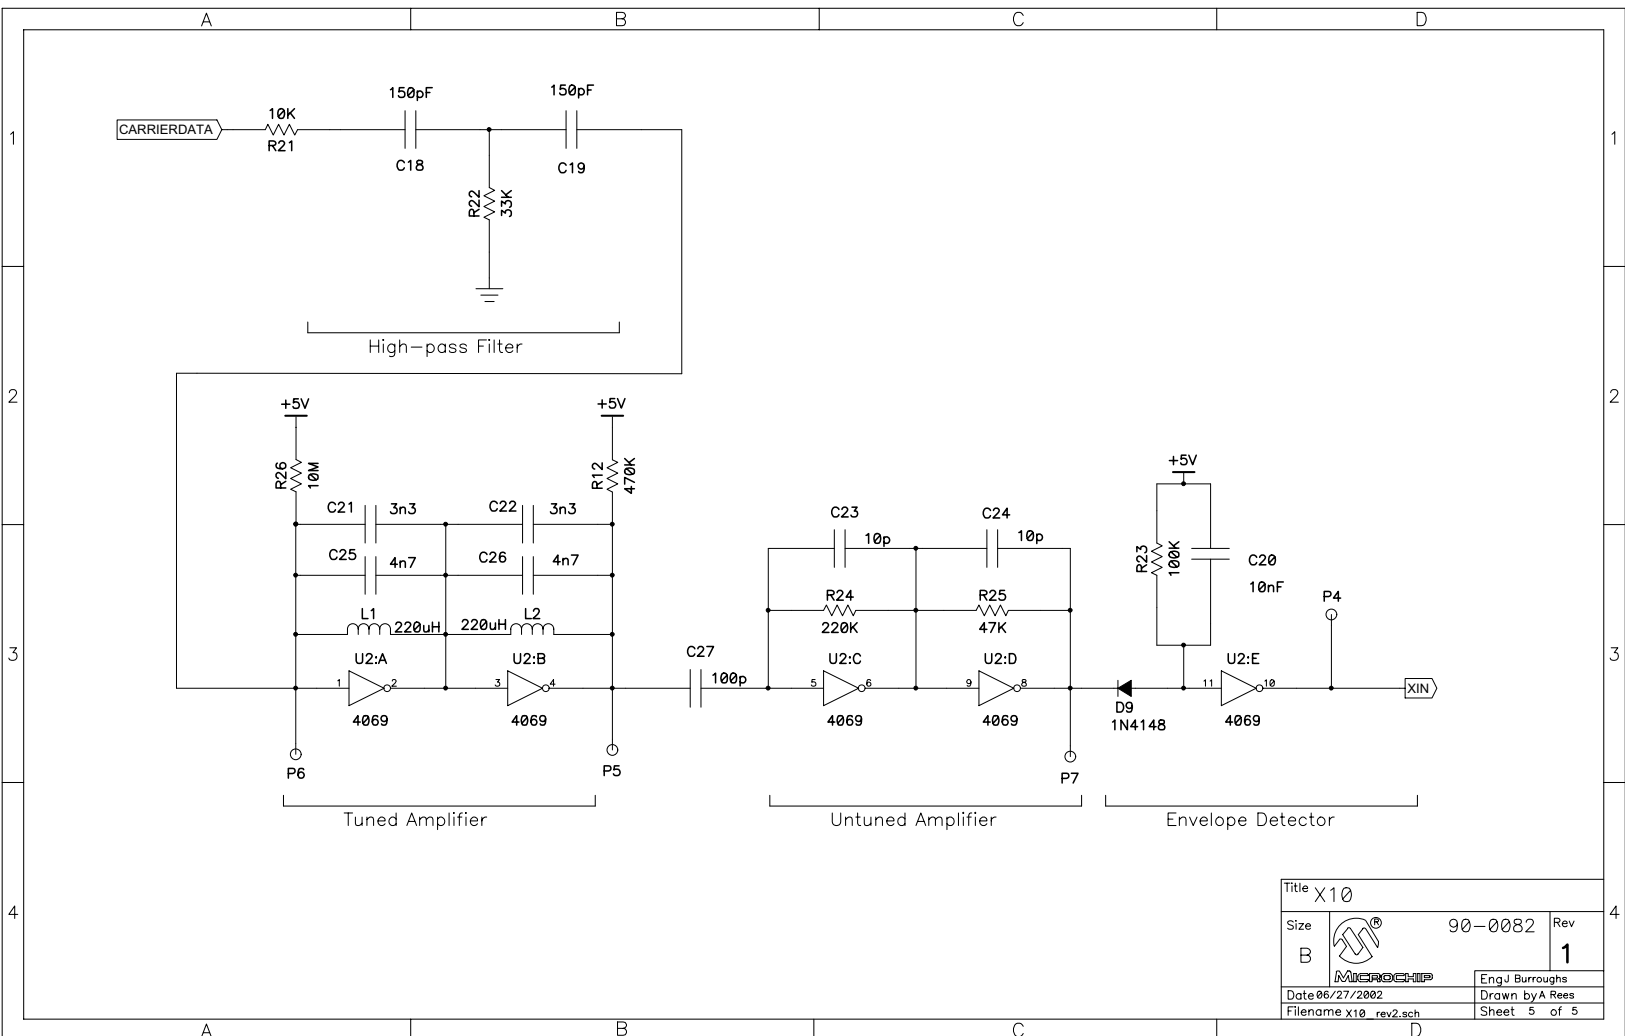 A B C D
1 1
150pF 150pF
CARRIERDATA 10K
R21
C18 C19
R22 33K
High-pass Filter
2 2
+5V +5V
R26 10M R12 470K
C21 3n3 C22 3n3
C25 4n7 C26 4n7
L1 220uH 220uH L2
U2:A U2:B
1 2 3 4
4069 4069
P6 P5
Tuned Amplifier
C27 100p
C23 10p C24 10p
R24 R25
220K 47K
U2:C U2:D
5 6 9 8
4069 4069
P7
Untuned Amplifier
+5V
R23 100K C20
10nF
P4
D9
1N4148
U2:E
11 10
4069
XIN
Envelope Detector
3 3
4 4
Title X10
Size B
® MICROCHIP
90-0082
Rev 1
Eng J Burroughs
Date 06/27/2002 Drawn by A Rees
Filename X10_rev2.sch Sheet 5 of 5
A B C D